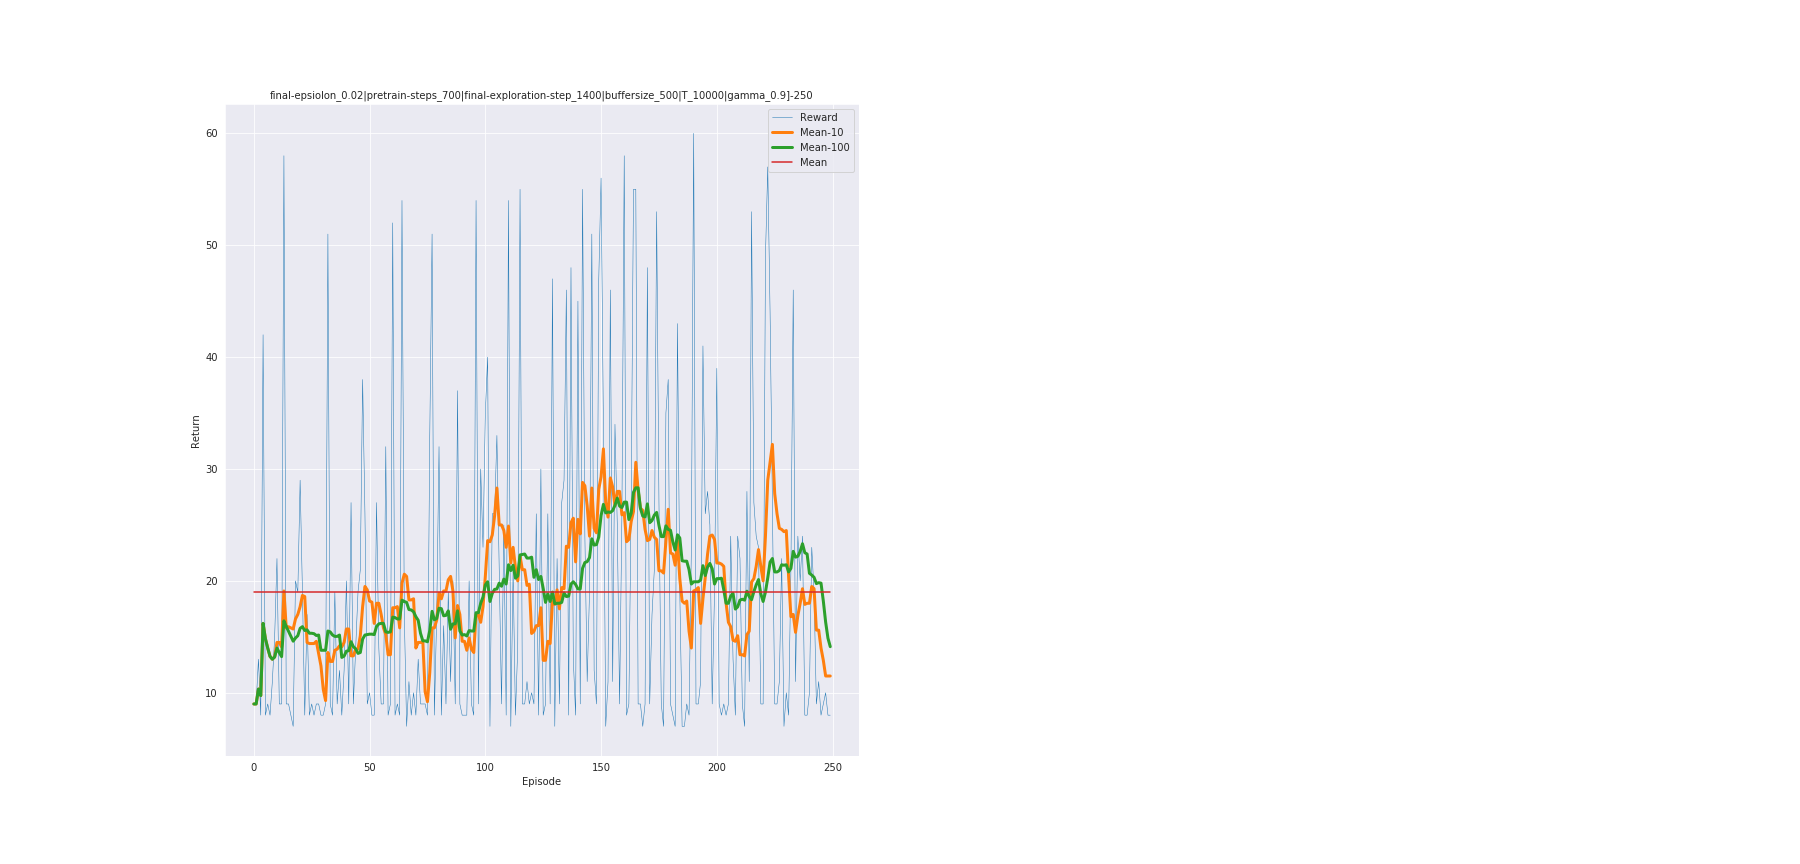 final-epsiolon_0.02|pretrain-steps_700|final-exploration-step_1400|buffersize_500|T_10000|gamma_0.9]-250
Reward
Mean-10
Mean-100
Mean
60
50
40
30
20
10
Return
0 50 100 150 200 250
Episode